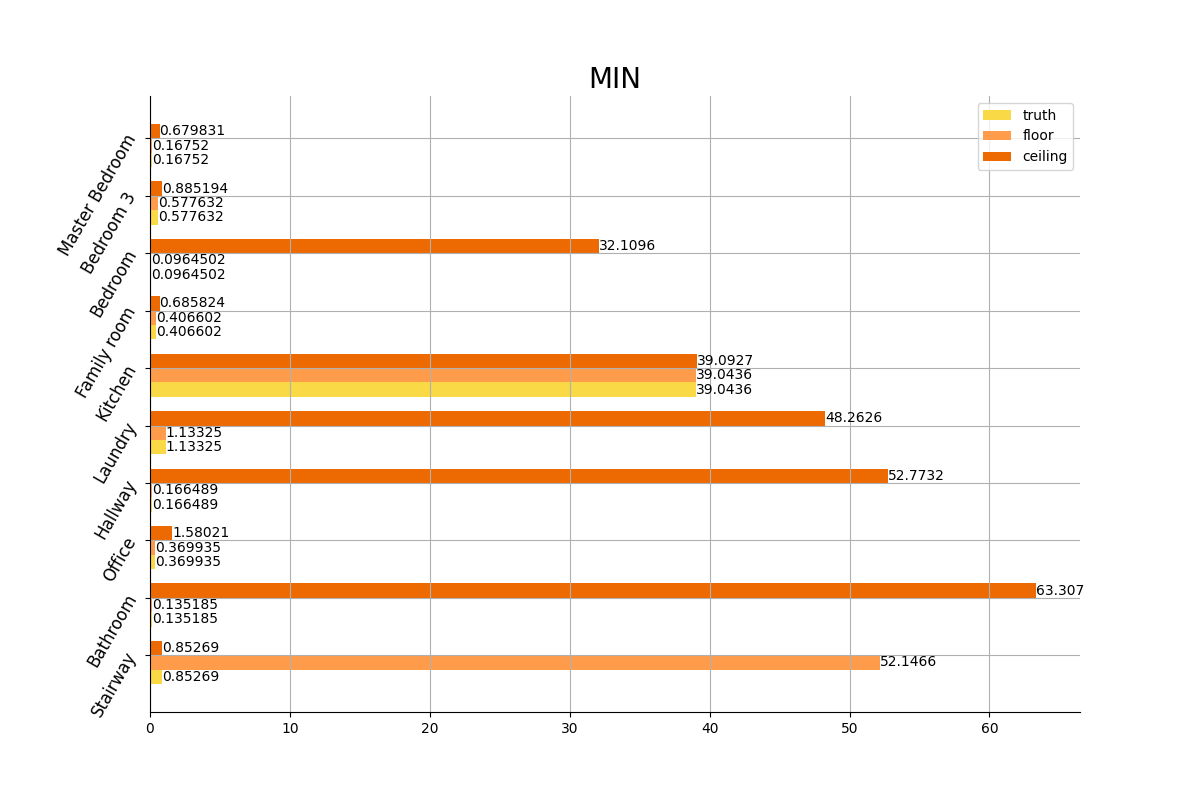 MIN
truth
floor
ceiling
Master Bedroom
0.679831
0.16752
0.16752
Bedroom 3
0.885194
0.577632
0.577632
Bedroom
32.1096
0.0964502
0.0964502
Family room
0.685824
0.406602
0.406602
Kitchen
39.0927
39.0436
39.0436
Laundry
48.2626
1.13325
1.13325
Hallway
52.7732
0.166489
0.166489
Office
1.58021
0.369935
0.369935
Bathroom
63.307
0.135185
0.135185
Stairway
0.85269
52.1466
0.85269
0 10 20 30 40 50 60